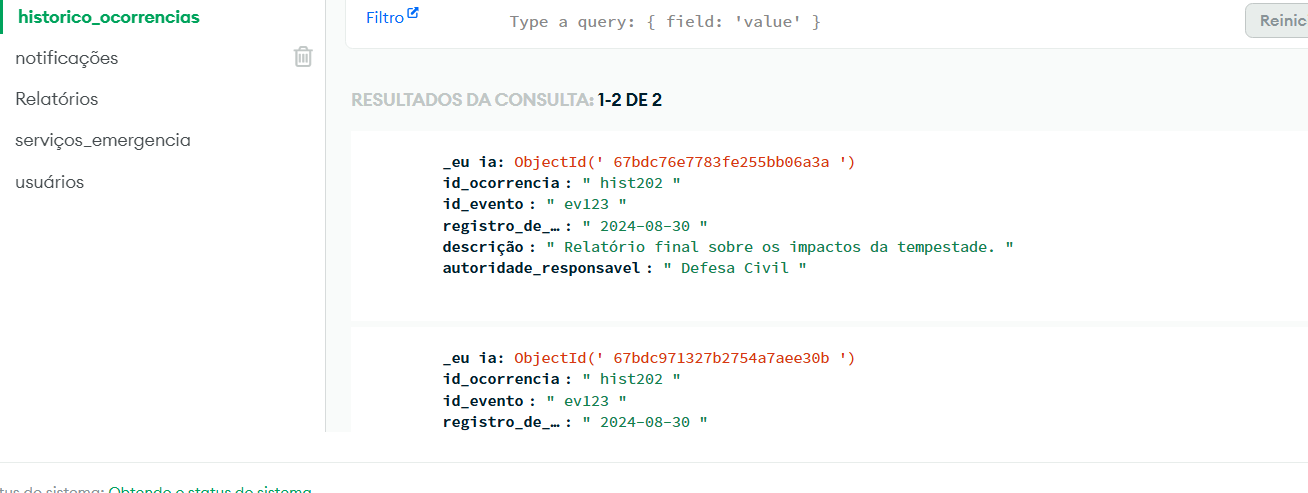 historico_ocorrencias
notificações
Relatórios
serviços_emergencia
usuários
Filtro
Type a query: { field: 'value' }
Reinic
RESULTADOS DA CONSULTA: 1-2 DE 2
_eu ia: ObjectId(' 67bdc76e7783fe255bb06a3a ')
id_ocorrencia : " hist202 "
id_evento : " ev123 "
registro_de_… : " 2024-08-30 "
descrição : " Relatório final sobre os impactos da tempestade. "
autoridade_responsavel : " Defesa Civil "
_eu ia: ObjectId(' 67bdc971327b2754a7aee30b ')
id_ocorrencia : " hist202 "
id_evento : " ev123 "
registro_de_… : " 2024-08-30 "
tus do sistema: Obtendo o status do sistema